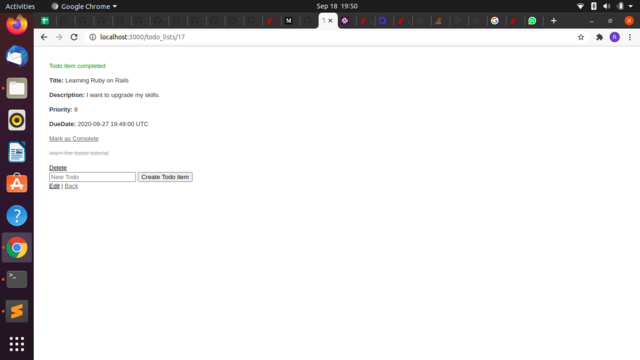 Activities
Google Chrome
Sep 18 19:50
localhost:3000/todo_lists/17
R
Todo item completed
Title: Learning Ruby on Rails
Description: I want to upgrade my skills.
Priority: 8
DueDate: 2020-09-27 19:49:00 UTC
Mark as Complete
learn the basic tutorial
Delete
New Todo
Create Todo item
Edit | Back